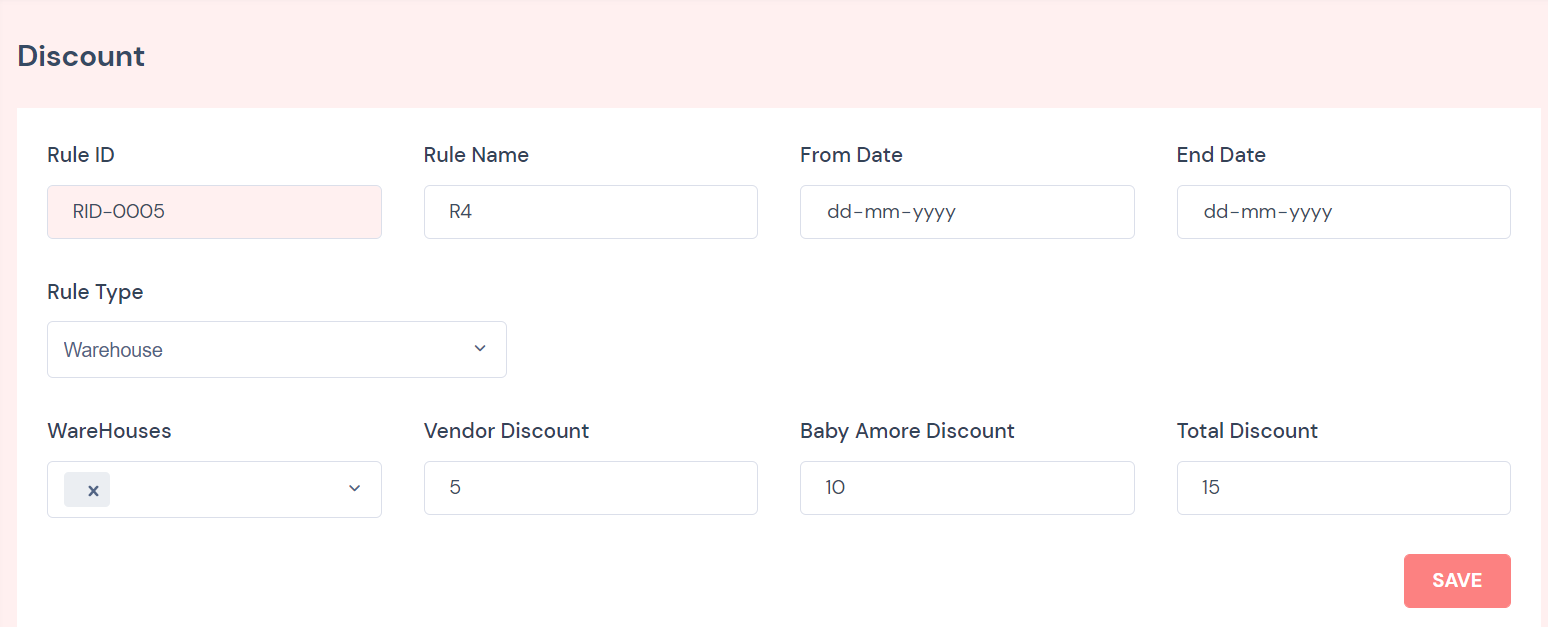 Discount
Rule ID Rule Name From Date End Date
RID-0005 R4 dd-mm-yyyy dd-mm-yyyy
Rule Type
Warehouse
WareHouses Vendor Discount Baby Amore Discount Total Discount
x 5 10 15
SAVE